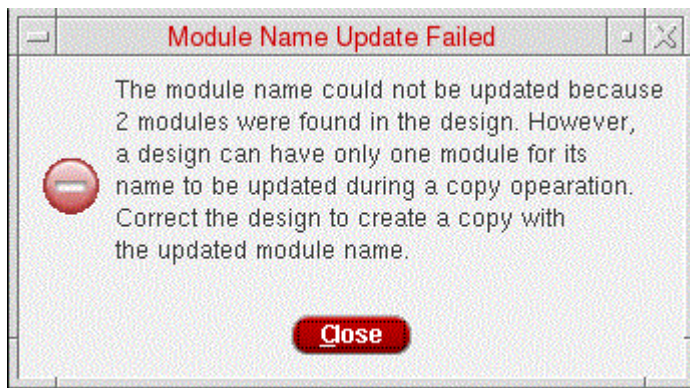 Module Name Update Failed
The module name could not be updated because
2 modules were found in the design. However,
a design can have only one module for its
name to be updated during a copy opearation.
Correct the design to create a copy with
the updated module name.
Close